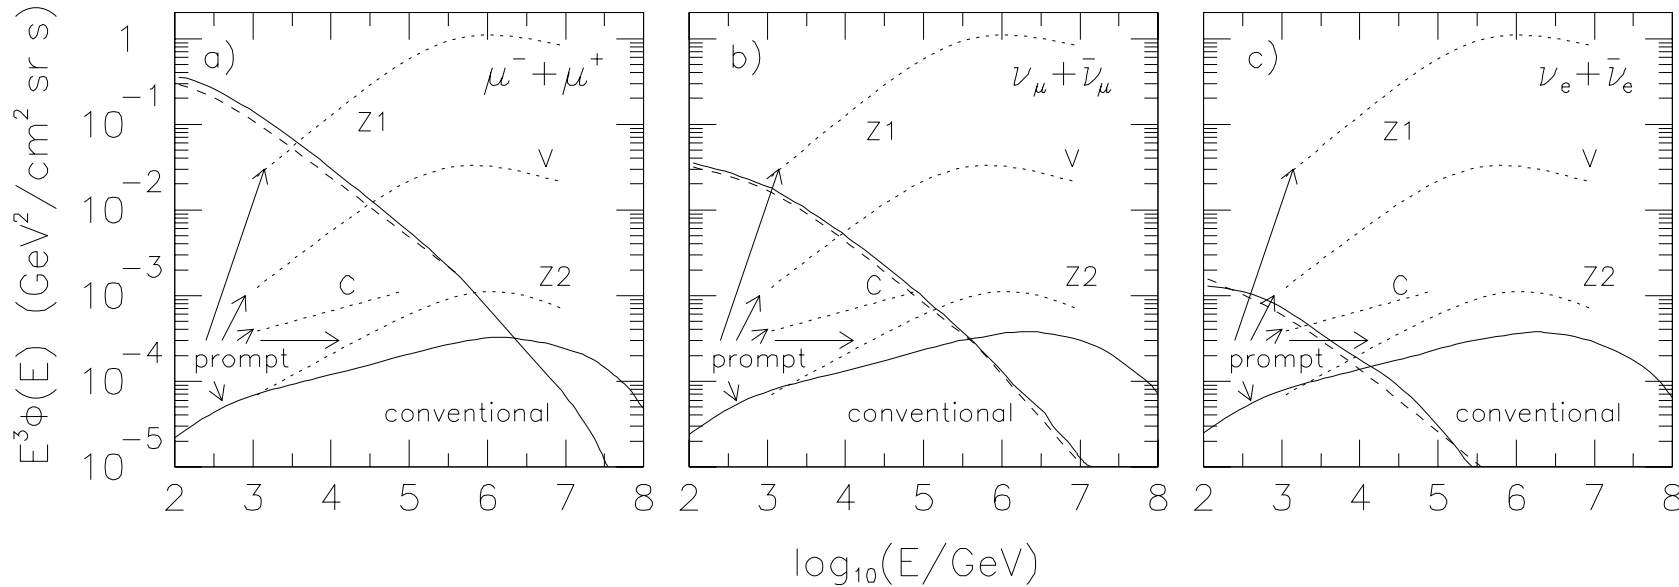 E³ϕ(E) (GeV²/cm² sr s)
1
10⁻¹
10⁻²
10⁻³
10⁻⁴
10⁻⁵
a)
μ⁻+μ⁺
Z1
V
C
Z2
prompt
conventional
2 3 4 5 6 7 8
b)
ν_μ+ν̄_μ
Z1
V
C
Z2
prompt
conventional
2 3 4 5 6 7 8
c)
ν_e+ν̄_e
Z1
V
C
Z2
prompt
conventional
2 3 4 5 6 7 8
log₁₀(E/GeV)